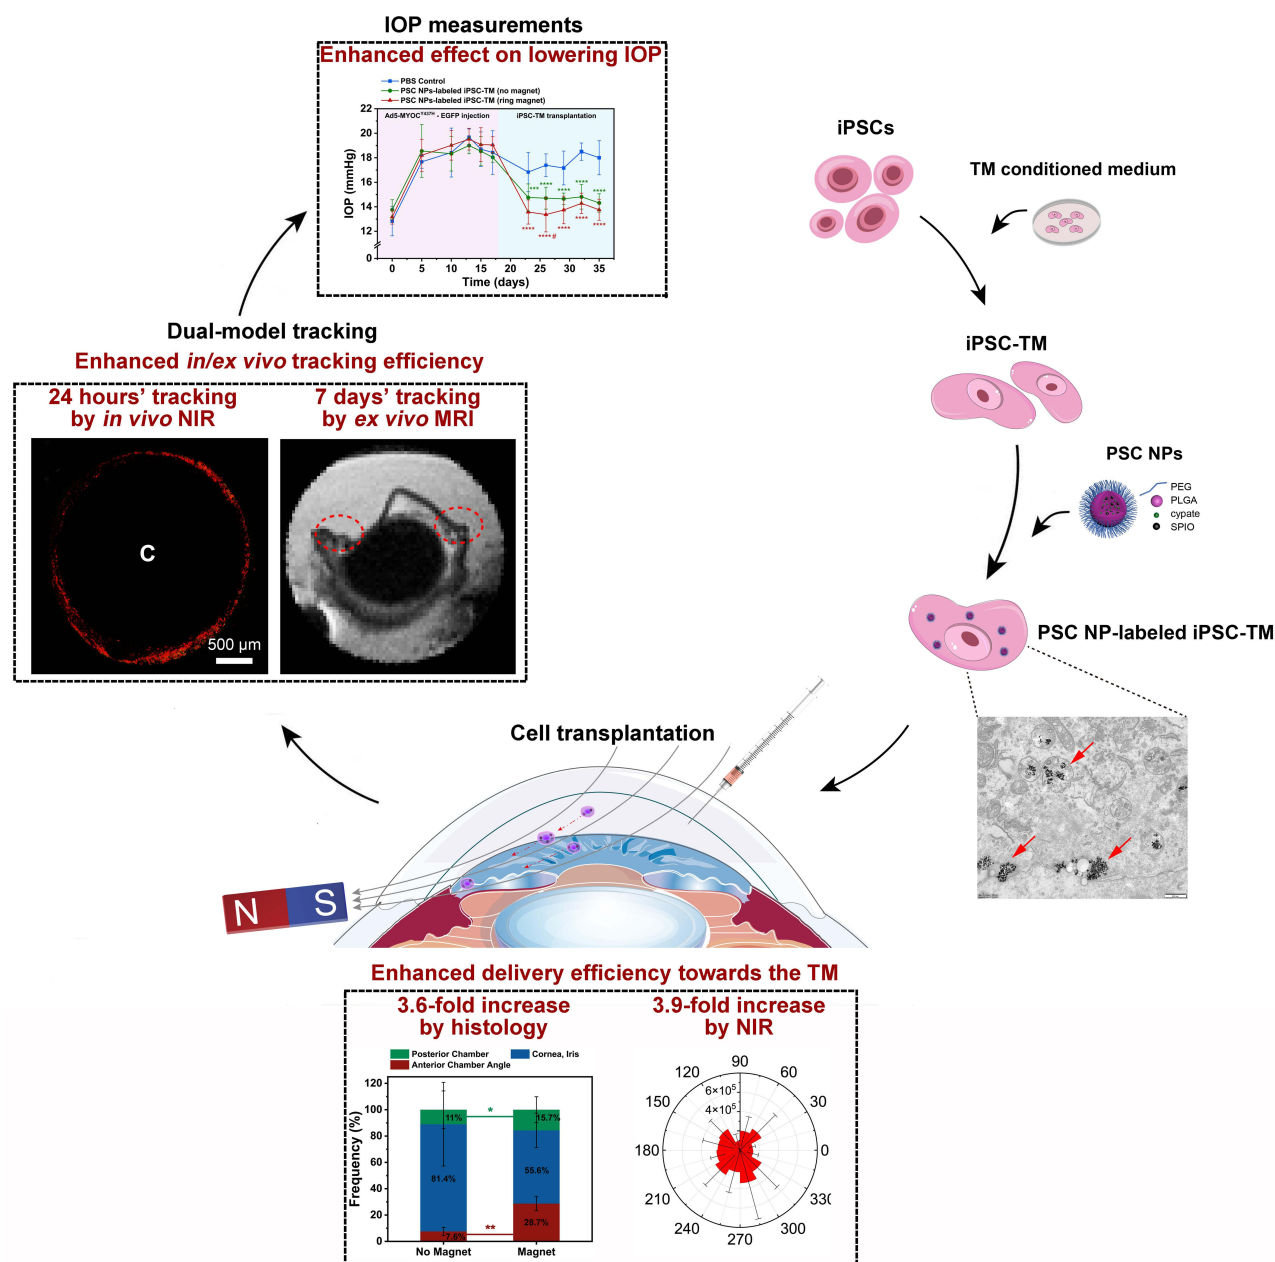 IOP measurements
Enhanced effect on lowering IOP
PBS Control
PSC NPs-labeled iPSC-TM (no magnet)
PSC NPs-labeled iPSC-TM (ring magnet)
Ad5-MYOCY437H - EGFP injection
iPSC-TM transplantation
22
20
18
16
14
12
0
IOP (mmHg)
*** **** **** **** ****
**** ****# **** **** ****
0 5 10 15 20 25 30 35
Time (days)
iPSCs
TM conditioned medium
iPSC-TM
PSC NPs
PEG
PLGA
cypate
SPIO
PSC NP-labeled iPSC-TM
Dual-model tracking
Enhanced in/ex vivo tracking efficiency
24 hours’ tracking
by in vivo NIR
7 days’ tracking
by ex vivo MRI
C
500 µm
Cell transplantation
N S
Enhanced delivery efficiency towards the TM
3.6-fold increase
by histology
Posterior Chamber
Cornea, Iris
Anterior Chamber Angle
120
100
80
60
40
20
0
Frequency (%)
11%
*
15.7%
81.4%
55.6%
7.6%
**
28.7%
No Magnet
Magnet
3.9-fold increase
by NIR
90
120
60
6×10⁵
4×10⁵
150
30
180
0
210
330
240
300
270